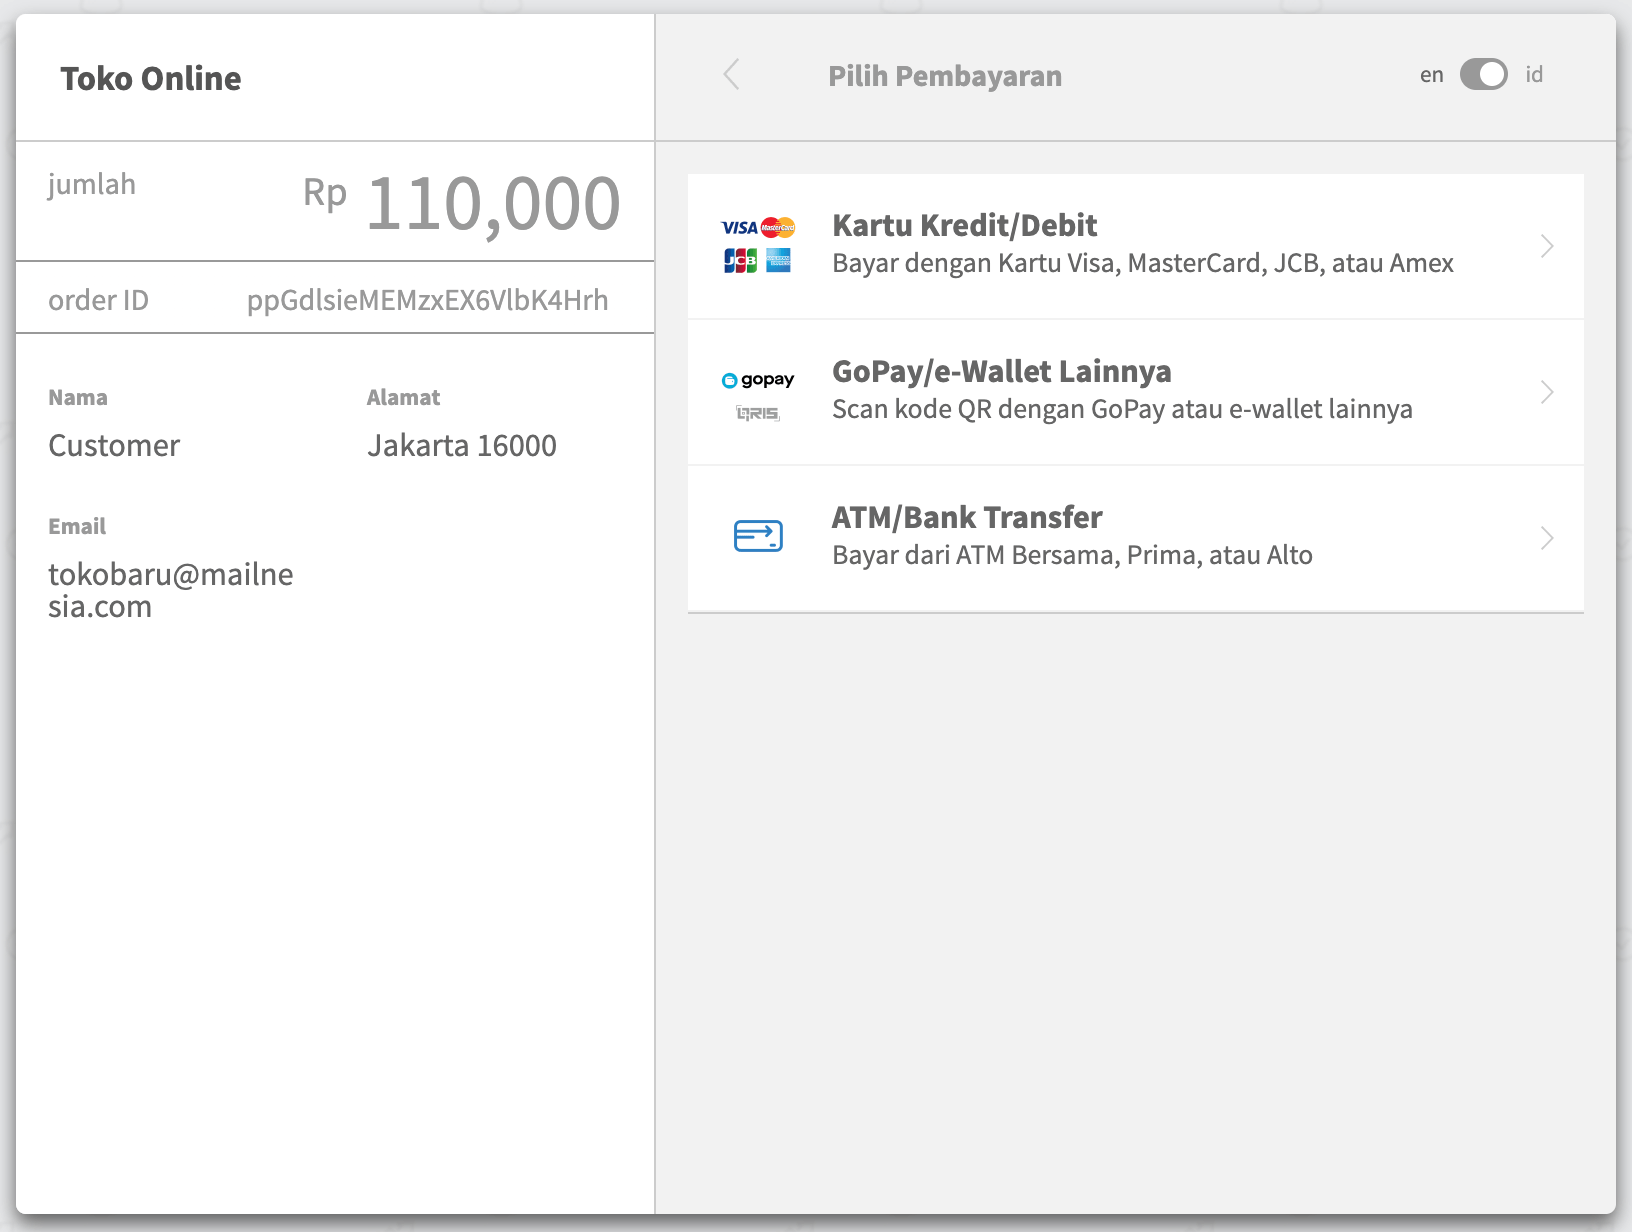 Toko Online
Pilih Pembayaran
en
id
jumlah
Rp 110,000
order ID
ppGdlsieMEMzxEX6VlbK4Hrh
Nama
Customer
Alamat
Jakarta 16000
Email
tokobaru@mailne
sia.com
VISA MasterCard
JCB
Kartu Kredit/Debit
Bayar dengan Kartu Visa, MasterCard, JCB, atau Amex
gopay
QRIS
GoPay/e-Wallet Lainnya
Scan kode QR dengan GoPay atau e-wallet lainnya
ATM/Bank Transfer
Bayar dari ATM Bersama, Prima, atau Alto